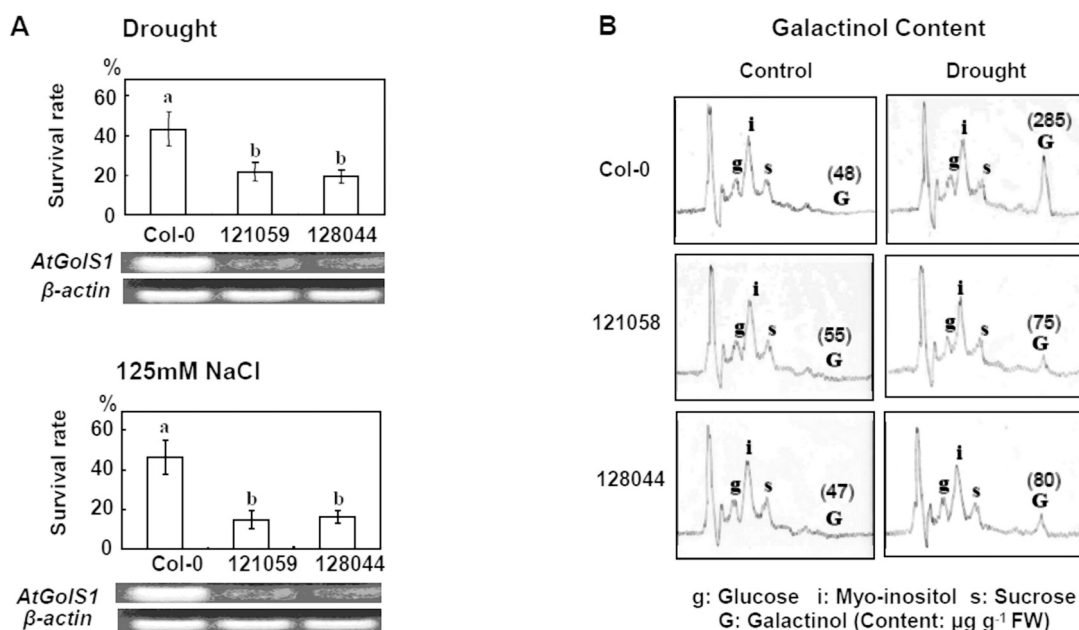 A
Drought
%
Survival rate
60
40
20
0
a
b
b
Col-0 121059 128044
AtGolS1
β-actin
125mM NaCl
%
Survival rate
60
40
20
0
a
b
b
Col-0 121059 128044
AtGolS1
β-actin
B
Galactinol Content
Control Drought
Col-0
g i s (48) G
g i s (285) G
121058
g i s (55) G
g i s (75) G
128044
g i s (47) G
g i s (80) G
g: Glucose i: Myo-inositol s: Sucrose
G: Galactinol (Content: µg g-1 FW)